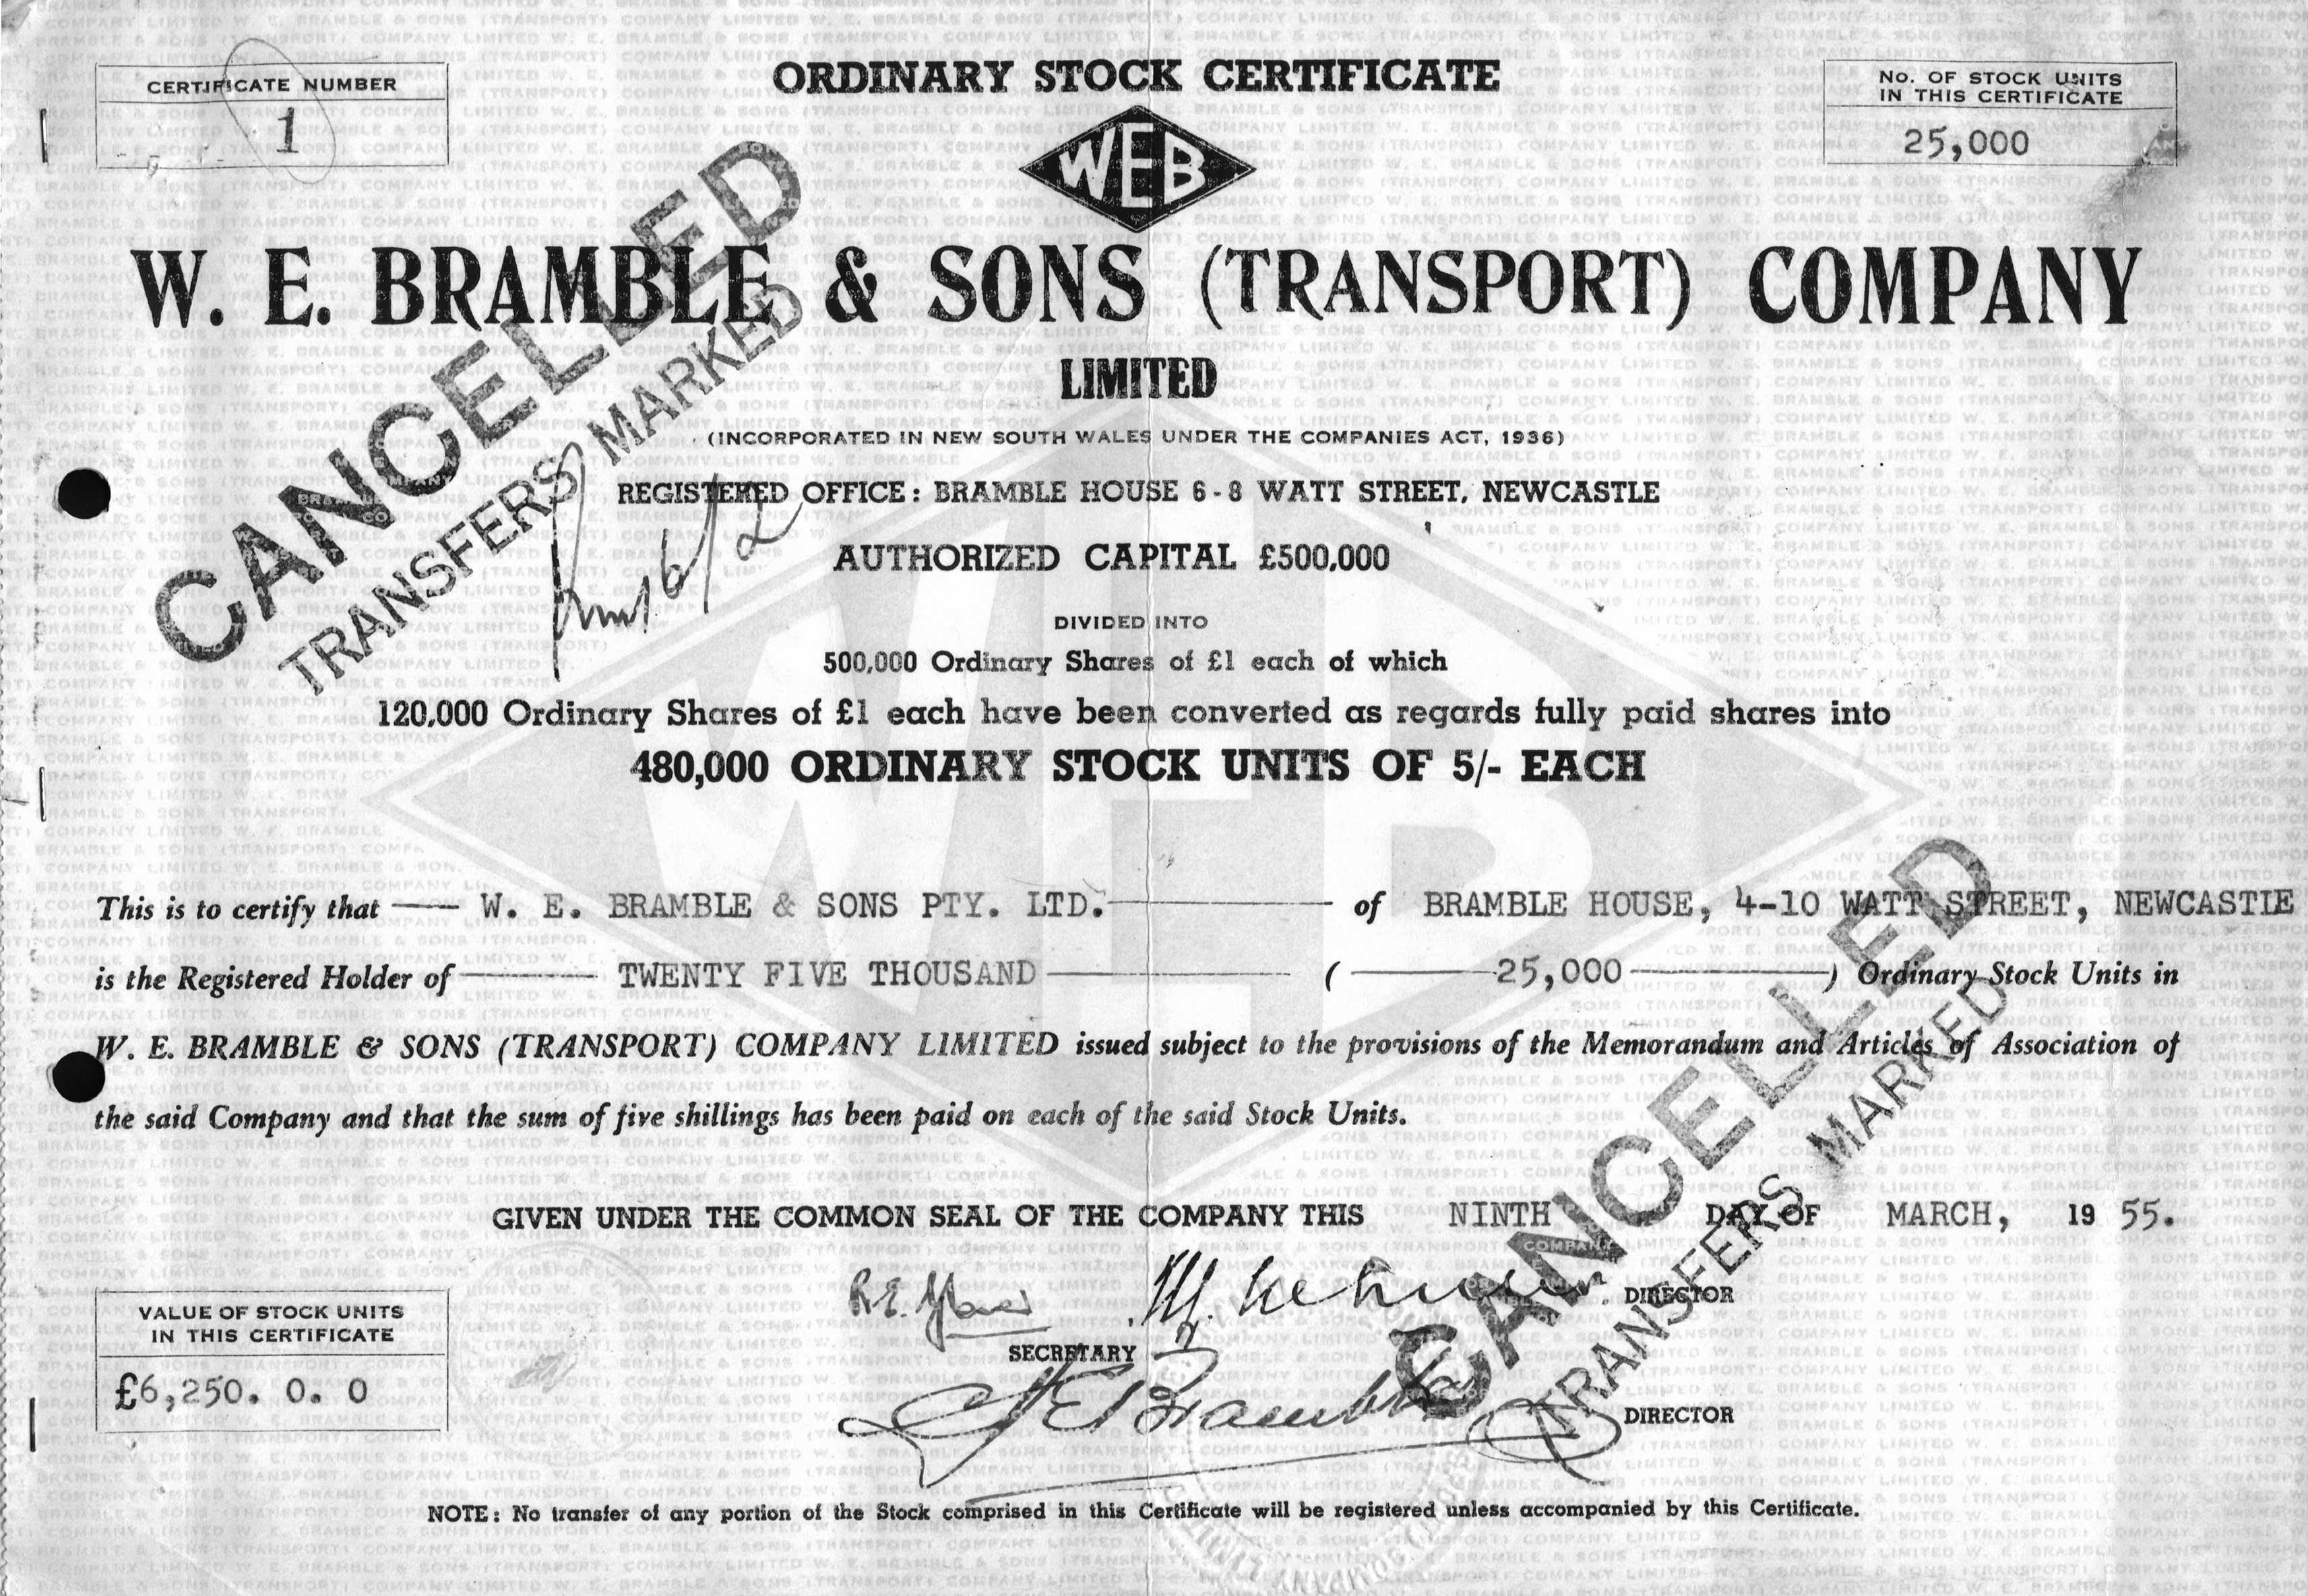 CERTIFICATE NUMBER
1
ORDINARY STOCK CERTIFICATE
WEB
No. OF STOCK UNITS
IN THIS CERTIFICATE
25,000
W. E. BRAMBLE & SONS (TRANSPORT) COMPANY
LIMITED
(INCORPORATED IN NEW SOUTH WALES UNDER THE COMPANIES ACT, 1936)
REGISTERED OFFICE: BRAMBLE HOUSE 6-8 WATT STREET, NEWCASTLE
CANCELLED
TRANSFERS MARKED
AUTHORIZED CAPITAL £500,000
DIVIDED INTO
500,000 Ordinary Shares of £1 each of which
120,000 Ordinary Shares of £1 each have been converted as regards fully paid shares into
480,000 ORDINARY STOCK UNITS OF 5/- EACH
WEB
This is to certify that W. E. BRAMBLE & SONS PTY. LTD. of BRAMBLE HOUSE, 4-10 WATT STREET, NEWCASTIE
is the Registered Holder of TWENTY FIVE THOUSAND ( 25,000 ) Ordinary Stock Units in
W. E. BRAMBLE & SONS (TRANSPORT) COMPANY LIMITED issued subject to the provisions of the Memorandum and Articles of Association of
the said Company and that the sum of five shillings has been paid on each of the said Stock Units.
CANCELLED
TRANSFERS MARKED
GIVEN UNDER THE COMMON SEAL OF THE COMPANY THIS NINTH DAY OF MARCH, 19 55.
DIRECTOR
SECRETARY
Bramble
DIRECTOR
VALUE OF STOCK UNITS
IN THIS CERTIFICATE
£6,250. 0. 0
NOTE: No transfer of any portion of the Stock comprised in this Certificate will be registered unless accompanied by this Certificate.